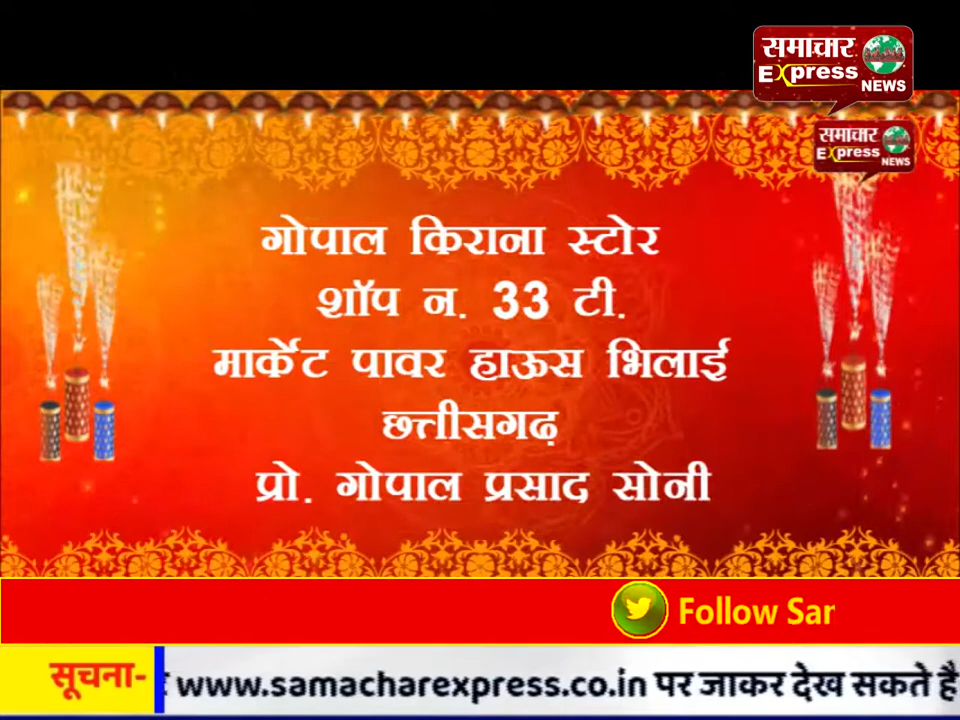 समाचार
Express
NEWS
समाचार
Express
NEWS
गोपाल किराना स्टोर
शॉप न. 33 टी.
मार्केट पावर हाऊस भिलाई
छत्तीसगढ़
प्रो. गोपाल प्रसाद सोनी
Follow Sar
सूचना- www.samacharexpress.co.in पर जाकर देख सकते है